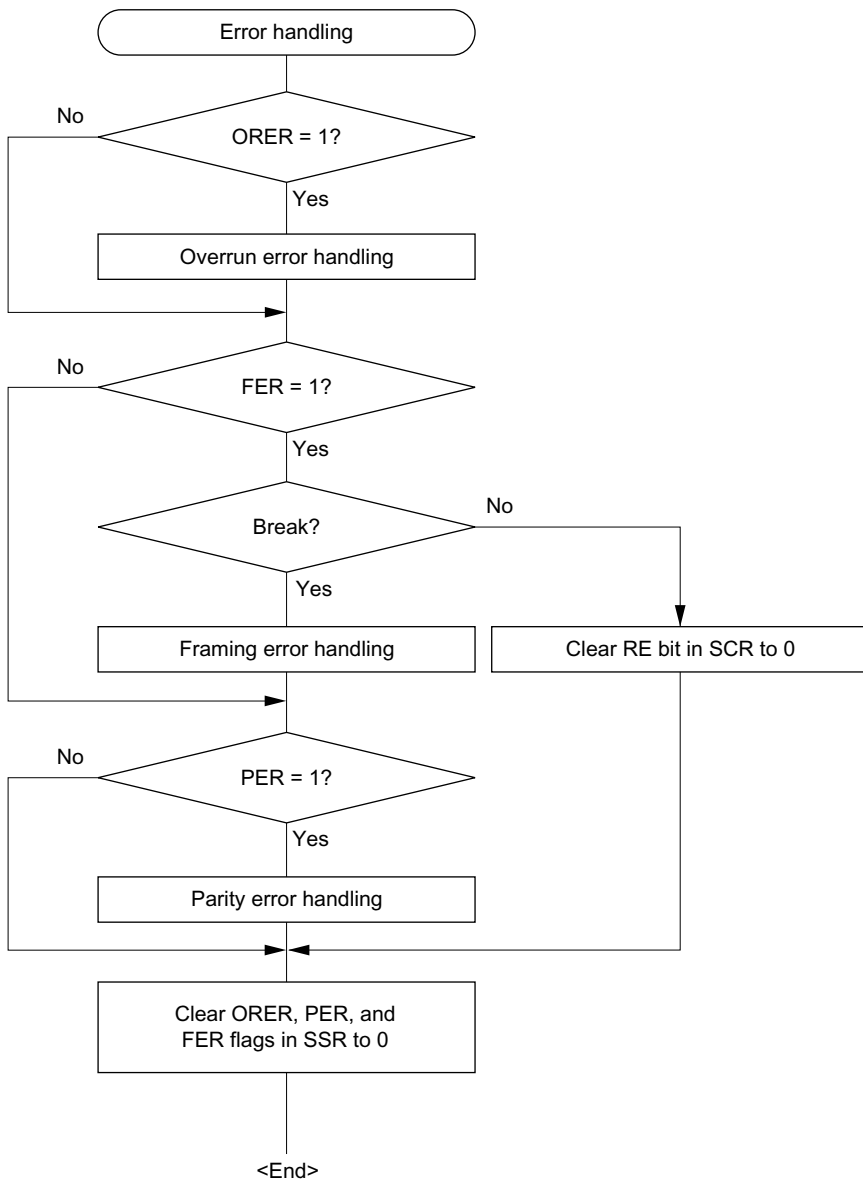 Error handling
No
ORER = 1?
Yes
Overrun error handling
No
FER = 1?
Yes
Break?
No
Yes
Framing error handling
Clear RE bit in SCR to 0
No
PER = 1?
Yes
Parity error handling
Clear ORER, PER, and
FER flags in SSR to 0
<End>